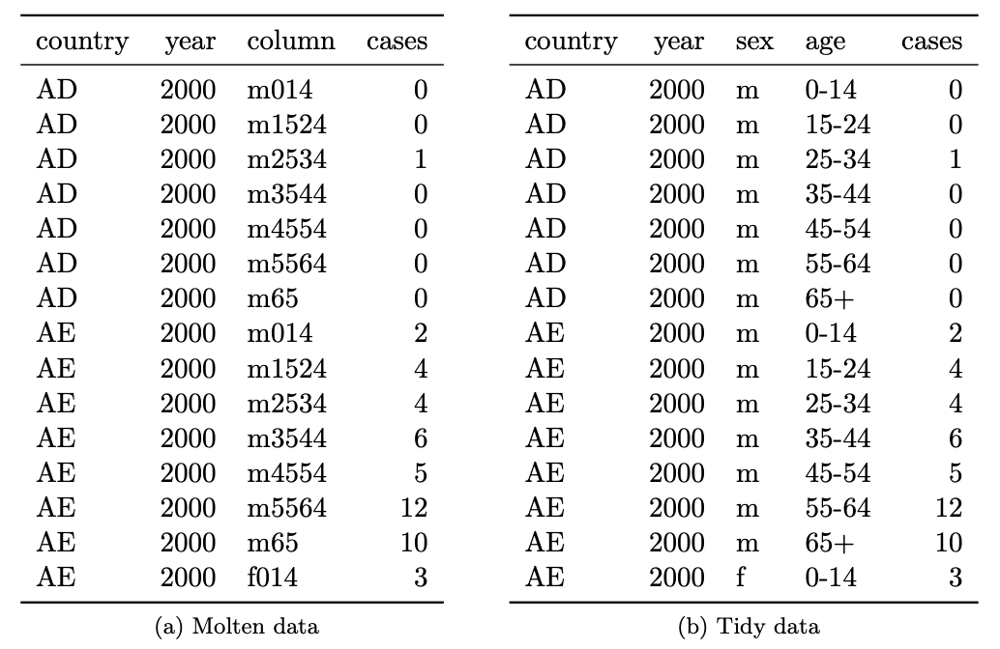 country year column cases
AD 2000 m014 0
AD 2000 m1524 0
AD 2000 m2534 1
AD 2000 m3544 0
AD 2000 m4554 0
AD 2000 m5564 0
AD 2000 m65 0
AE 2000 m014 2
AE 2000 m1524 4
AE 2000 m2534 4
AE 2000 m3544 6
AE 2000 m4554 5
AE 2000 m5564 12
AE 2000 m65 10
AE 2000 f014 3
(a) Molten data
country year sex age cases
AD 2000 m 0-14 0
AD 2000 m 15-24 0
AD 2000 m 25-34 1
AD 2000 m 35-44 0
AD 2000 m 45-54 0
AD 2000 m 55-64 0
AD 2000 m 65+ 0
AE 2000 m 0-14 2
AE 2000 m 15-24 4
AE 2000 m 25-34 4
AE 2000 m 35-44 6
AE 2000 m 45-54 5
AE 2000 m 55-64 12
AE 2000 m 65+ 10
AE 2000 f 0-14 3
(b) Tidy data